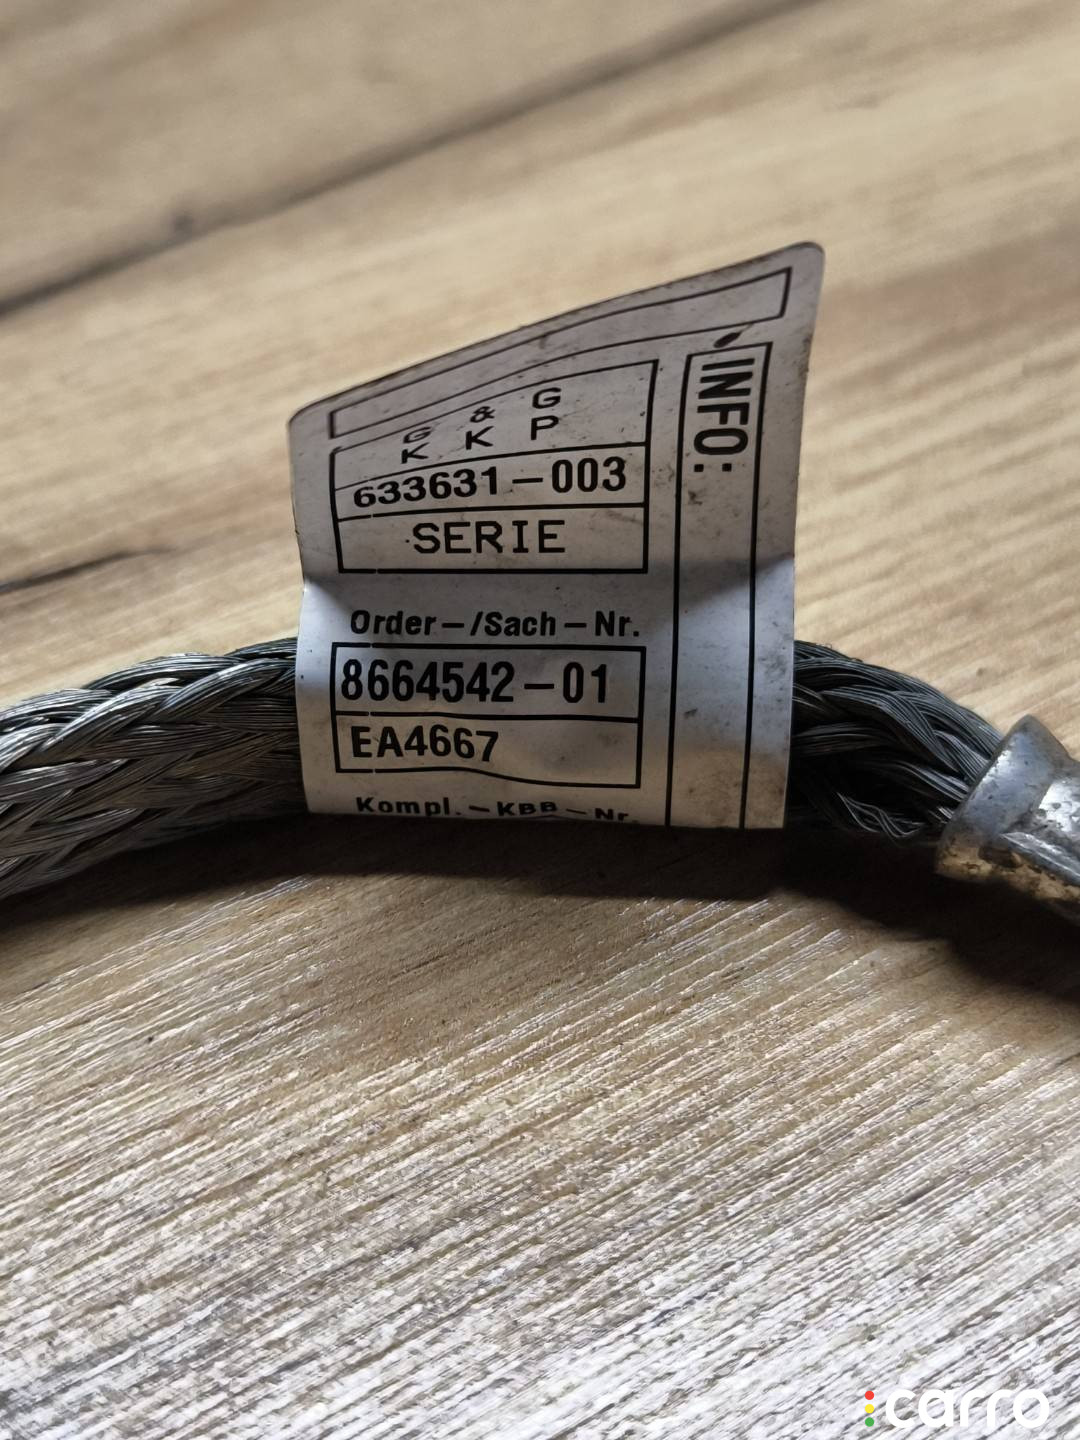 G & G
K K P
633631-003
SERIE
Order-/Sach-Nr.
8664542-01
EA4667
Kompl.-KBB-Nr.
INFO:
carro